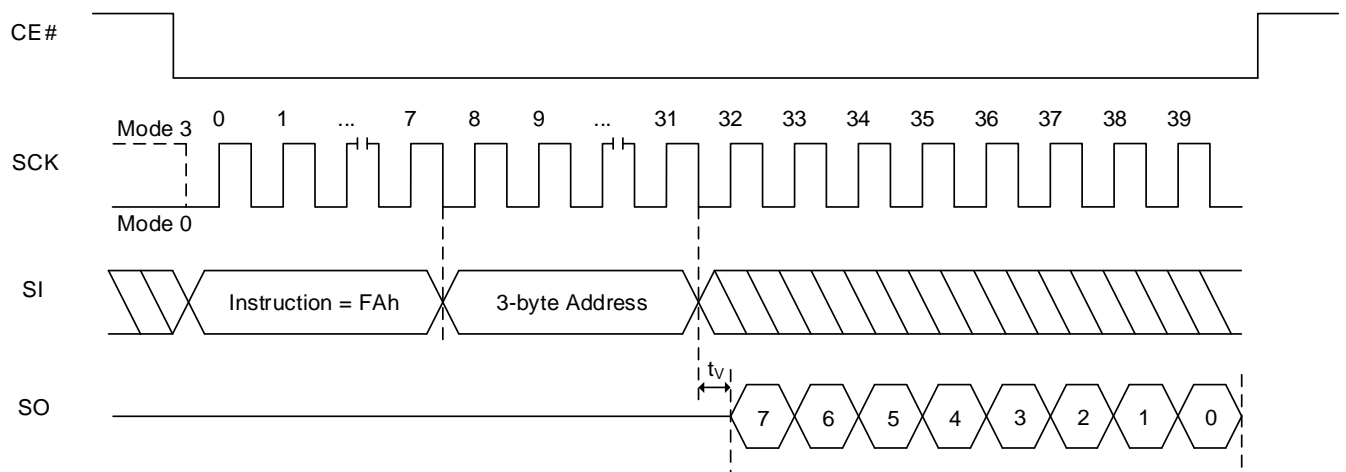 CE#
Mode 3 0 1 ... 7 8 9 ... 31 32 33 34 35 36 37 38 39
SCK
Mode 0
SI Instruction = FAh 3-byte Address
tV
SO 7 6 5 4 3 2 1 0